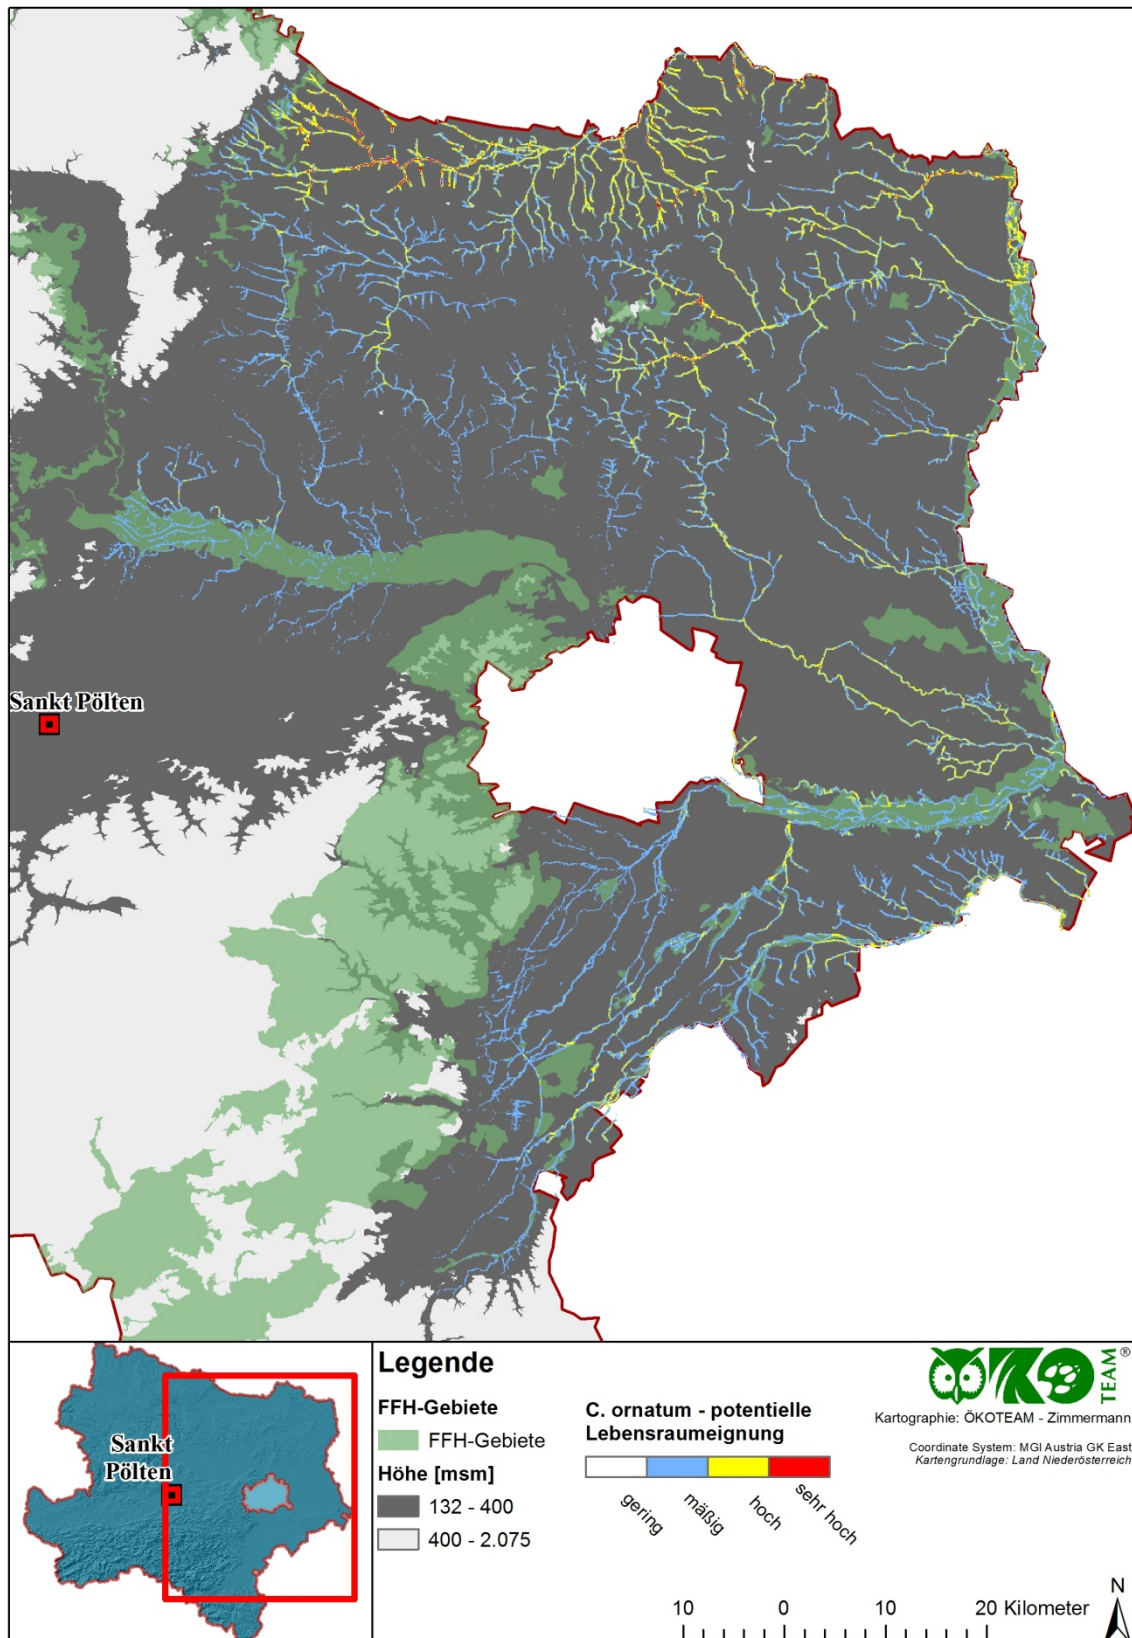 Sankt Pölten
Sankt
Pölten
Legende
FFH-Gebiete
FFH-Gebiete
Höhe [msm]
132 - 400
400 - 2.075
C. ornatum - potentielle
Lebensraumeignung
gering
mäßig
hoch
sehr hoch
ÖKO TEAM ®
Kartographie: ÖKOTEAM - Zimmermann
Coordinate System: MGI Austria GK East
Kartengrundlage: Land Niederösterreich
10 0 10 20 Kilometer
N